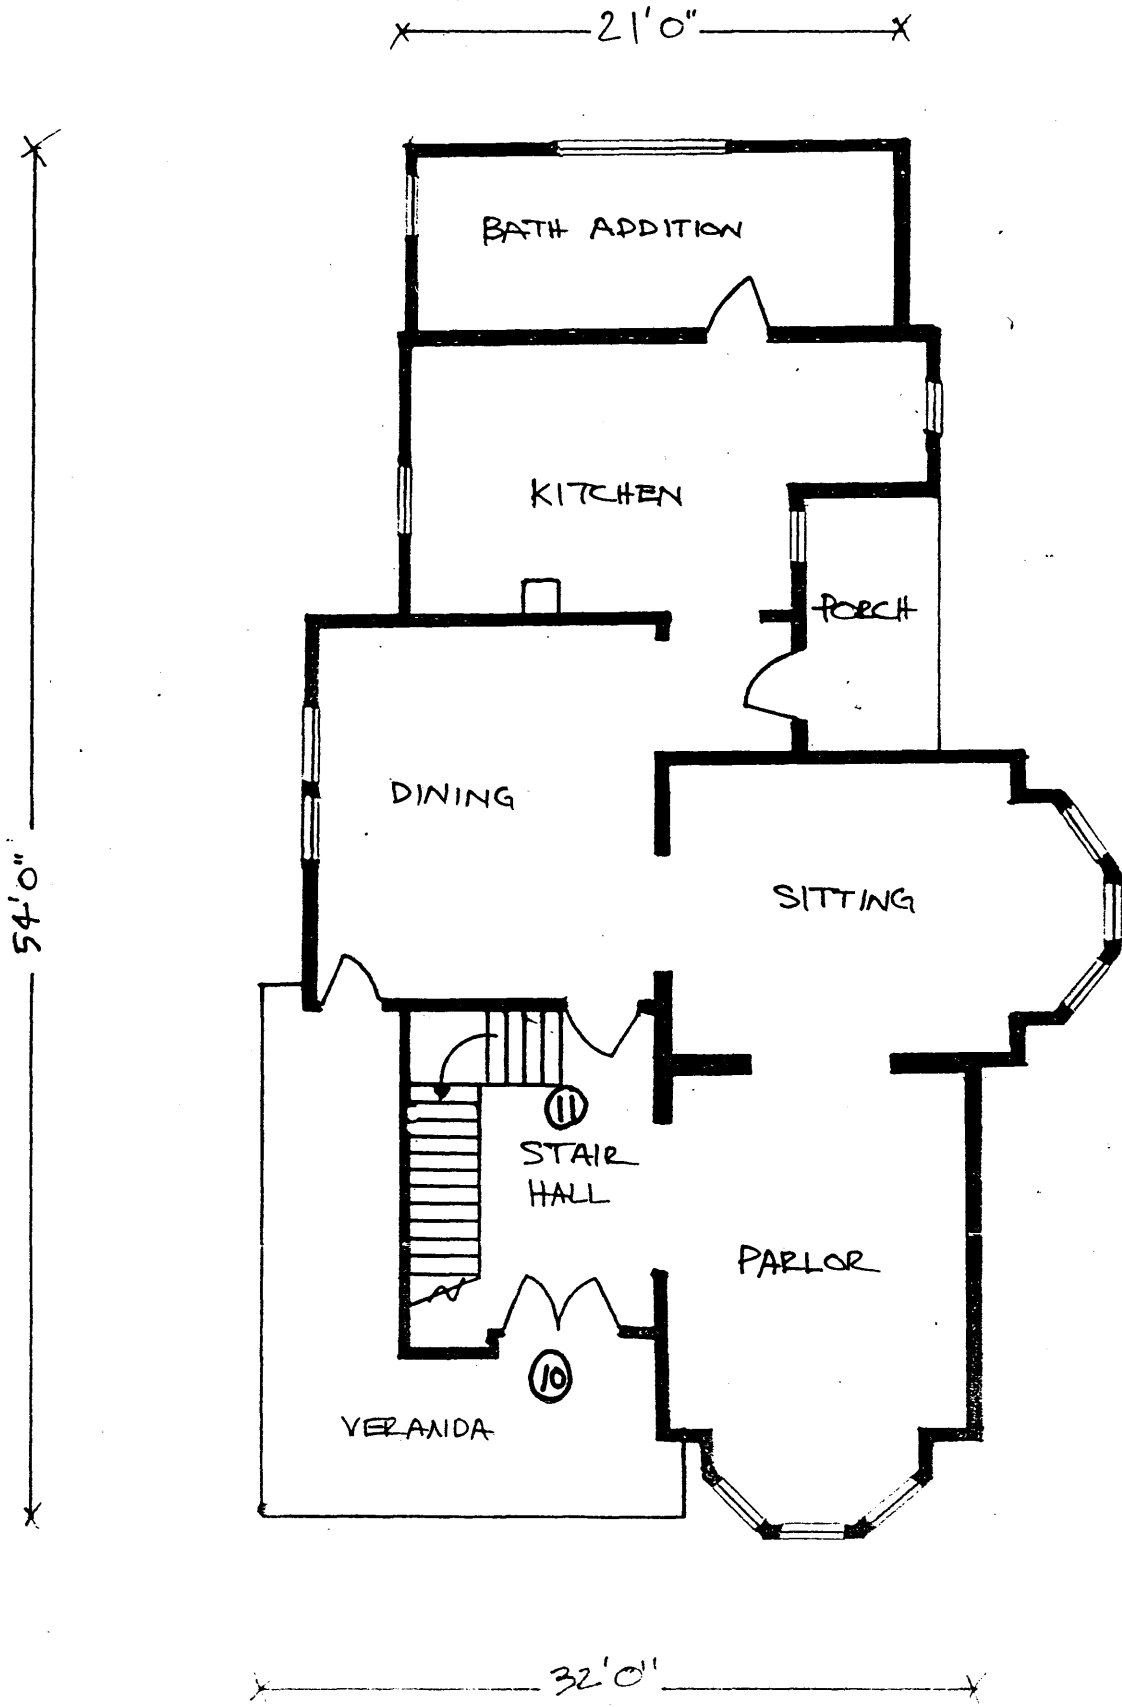 21'0"
BATH ADDITION
KITCHEN
PORCH
DINING
54'0"
SITTING
11
STAIR
HALL
PARLOR
10
VERANDA
32'0"